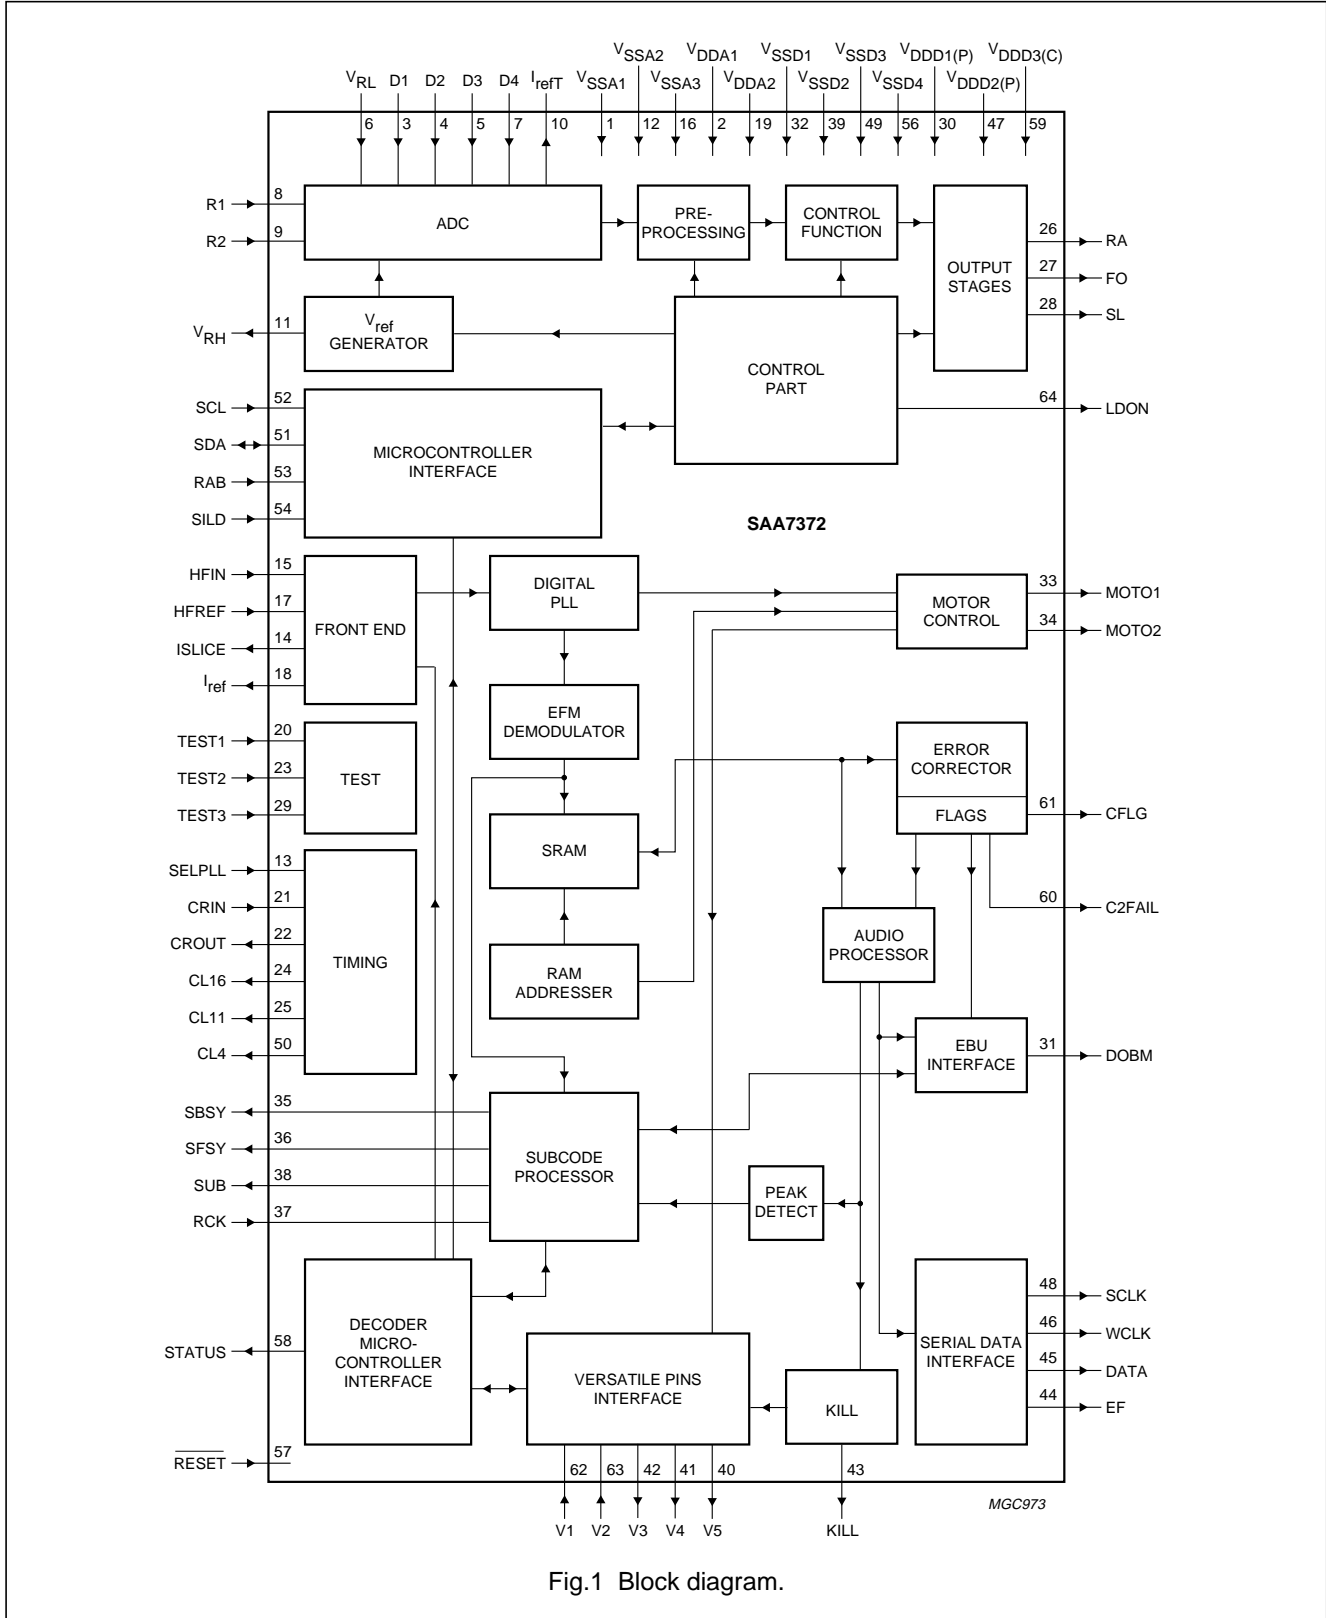 VSSA2 VDDA1 VSSD1 VSSD3 VDDD1(P) VDDD3(C)
VRL D1 D2 D3 D4 IrefT VSSA1 VSSA3 VDDA2 VSSD2 VSSD4 VDDD2(P)
6 3 4 5 7 10 1 12 16 2 19 32 39 49 56 30 47 59
R1 8
R2 9
ADC
PRE-
PROCESSING
CONTROL
FUNCTION
OUTPUT
STAGES
26 RA
27 FO
28 SL
VRH 11
Vref
GENERATOR
CONTROL
PART
64 LDON
SCL 52
SDA 51
RAB 53
SILD 54
MICROCONTROLLER
INTERFACE
SAA7372
HFIN 15
HFREF 17
ISLICE 14
Iref 18
FRONT END
DIGITAL
PLL
MOTOR
CONTROL
33 MOTO1
34 MOTO2
EFM
DEMODULATOR
TEST1 20
TEST2 23
TEST3 29
TEST
ERROR
CORRECTOR
FLAGS
61 CFLG
SRAM
60 C2FAIL
SELPLL 13
CRIN 21
CROUT 22
CL16 24
CL11 25
CL4 50
TIMING
RAM
ADDRESSER
AUDIO
PROCESSOR
EBU
INTERFACE
31 DOBM
SBSY 35
SFSY 36
SUB 38
RCK 37
SUBCODE
PROCESSOR
PEAK
DETECT
STATUS 58
DECODER
MICRO-
CONTROLLER
INTERFACE
VERSATILE PINS
INTERFACE
KILL
SERIAL DATA
INTERFACE
48 SCLK
46 WCLK
45 DATA
44 EF
RESET 57
62 63 42 41 40 43
V1 V2 V3 V4 V5 KILL
MGC973
Fig.1 Block diagram.